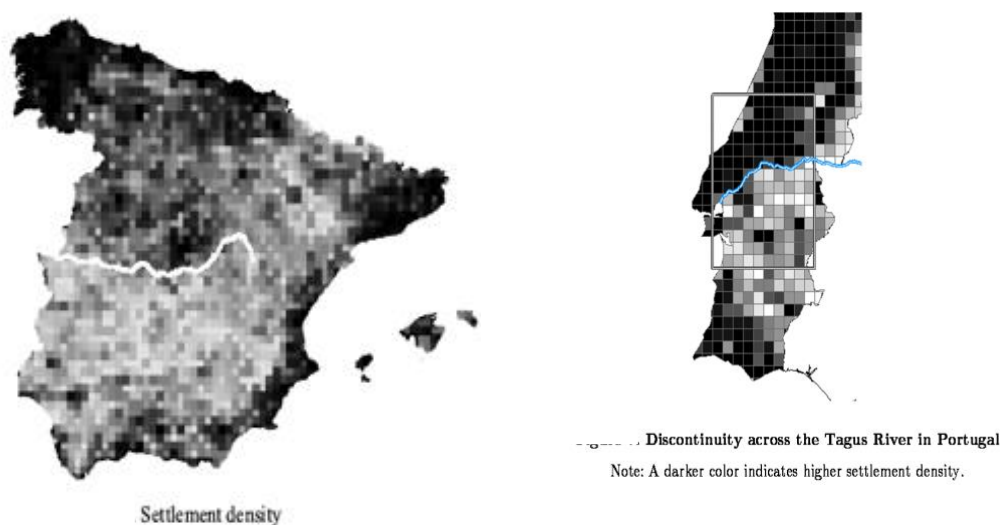 Settlement density
Discontinuity across the Tagus River in Portugal
Note: A darker color indicates higher settlement density.